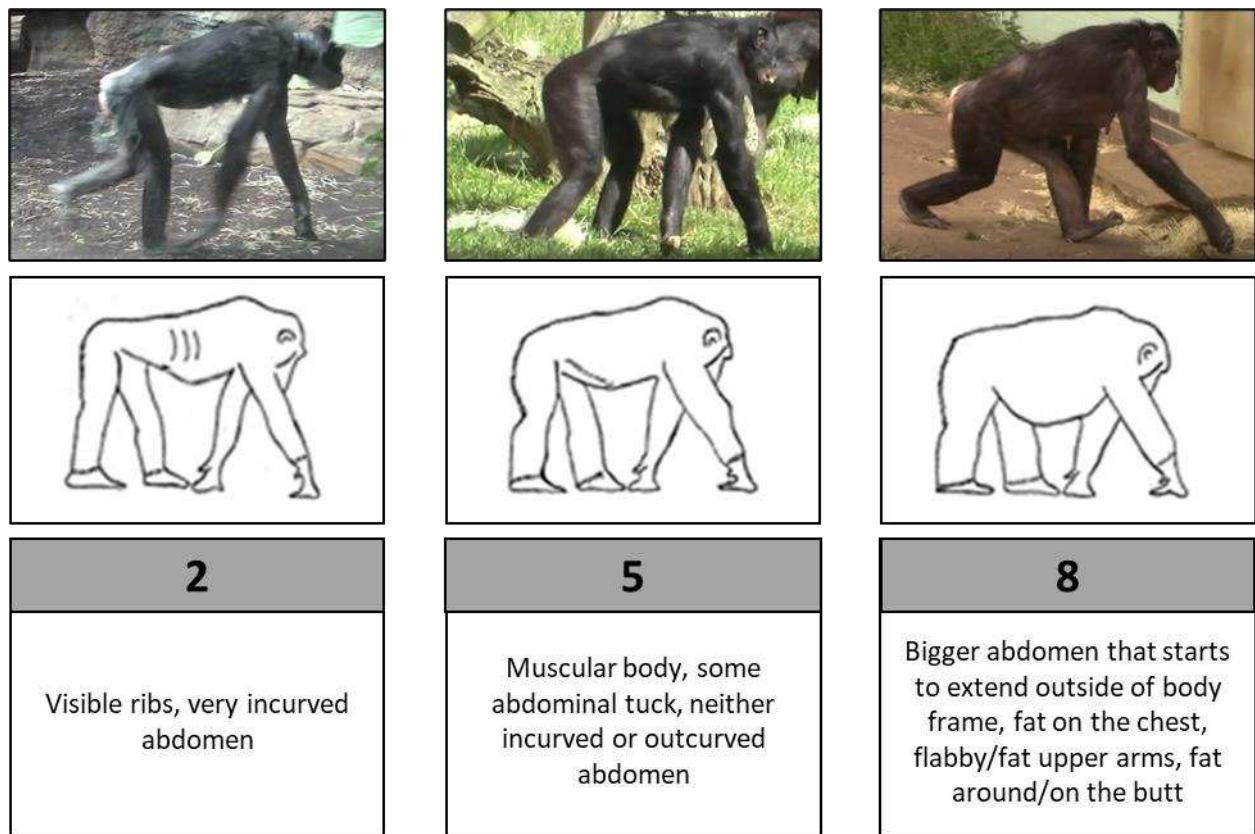 2
5
8
Visible ribs, very incurved
abdomen
Muscular body, some
abdominal tuck, neither
incurved or outcurved
abdomen
Bigger abdomen that starts
to extend outside of body
frame, fat on the chest,
flabby/fat upper arms, fat
around/on the butt